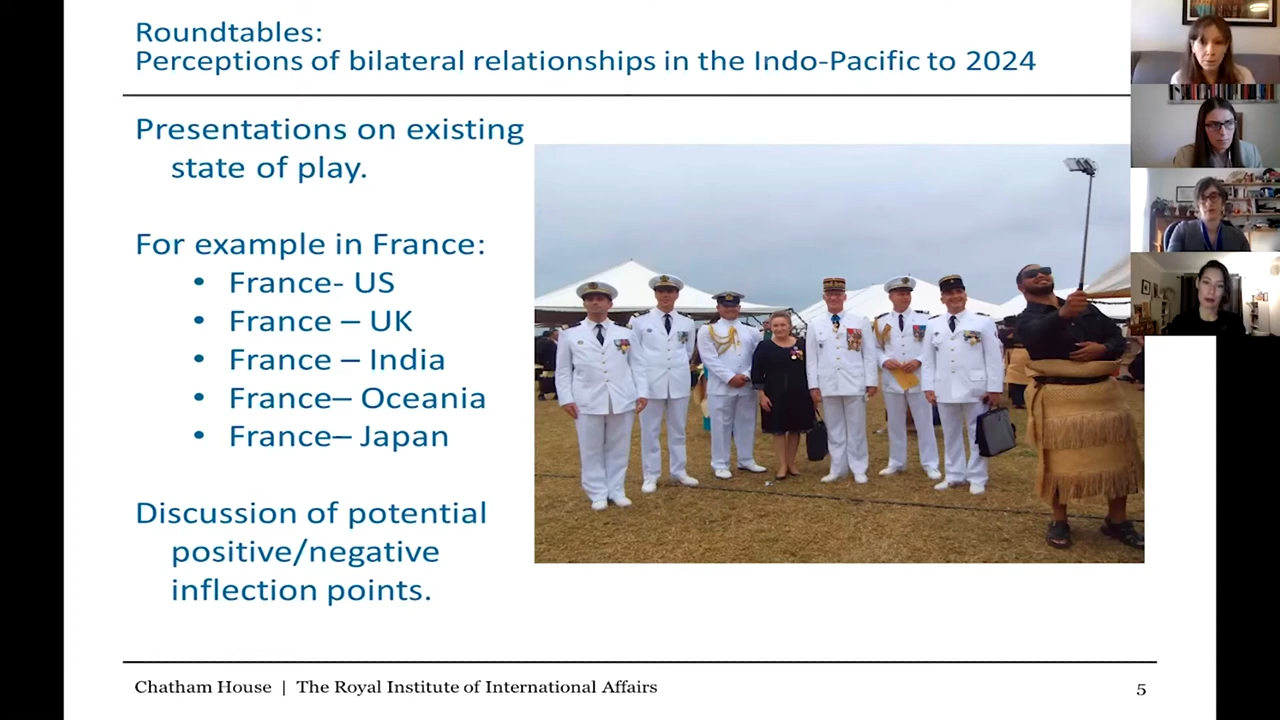 Roundtables:
Perceptions of bilateral relationships in the Indo-Pacific to 2024
Presentations on existing
state of play.
For example in France:
• France- US
• France – UK
• France – India
• France– Oceania
• France– Japan
Discussion of potential
positive/negative
inflection points.
Chatham House | The Royal Institute of International Affairs
5